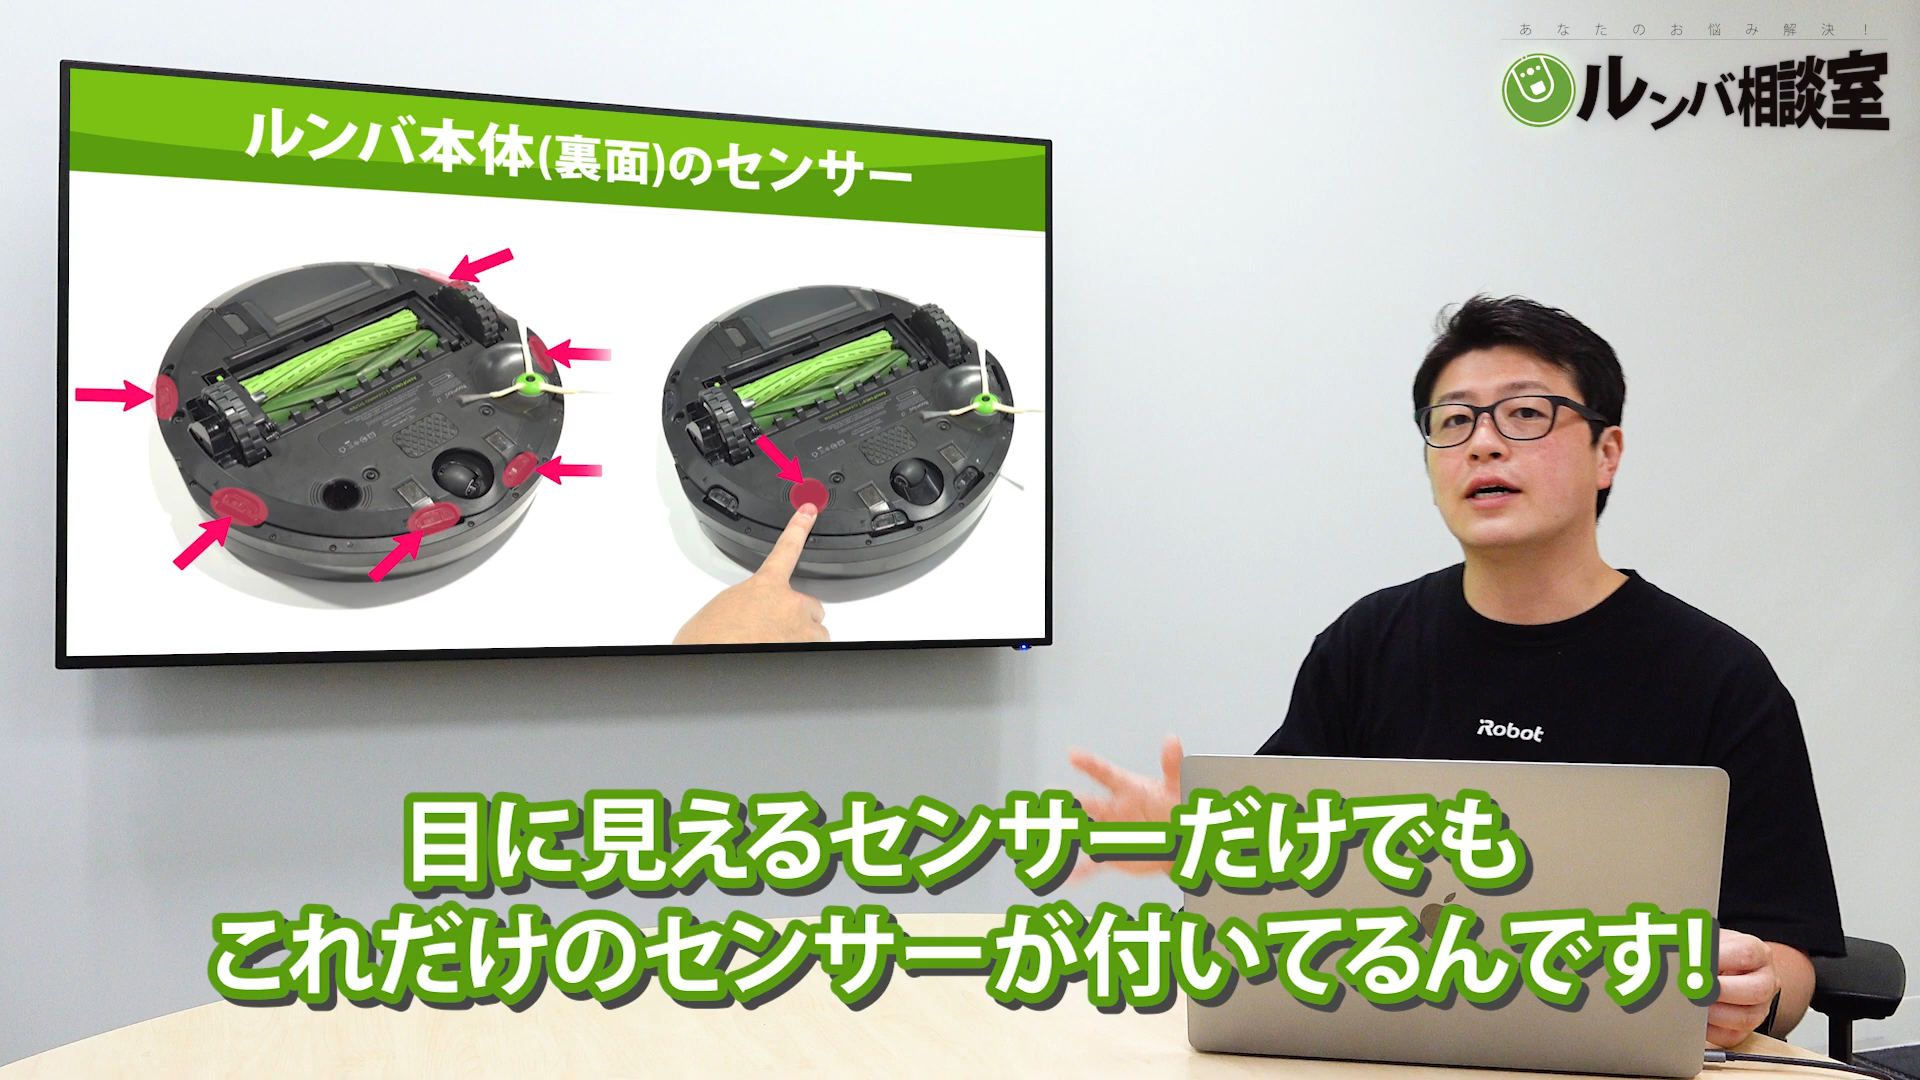 あなたのお悩み解決!
ルンバ相談室
ルンバ本体(裏面)のセンサー
iRobot
目に見えるセンサーだけでも
これだけのセンサーが付いてるんです!